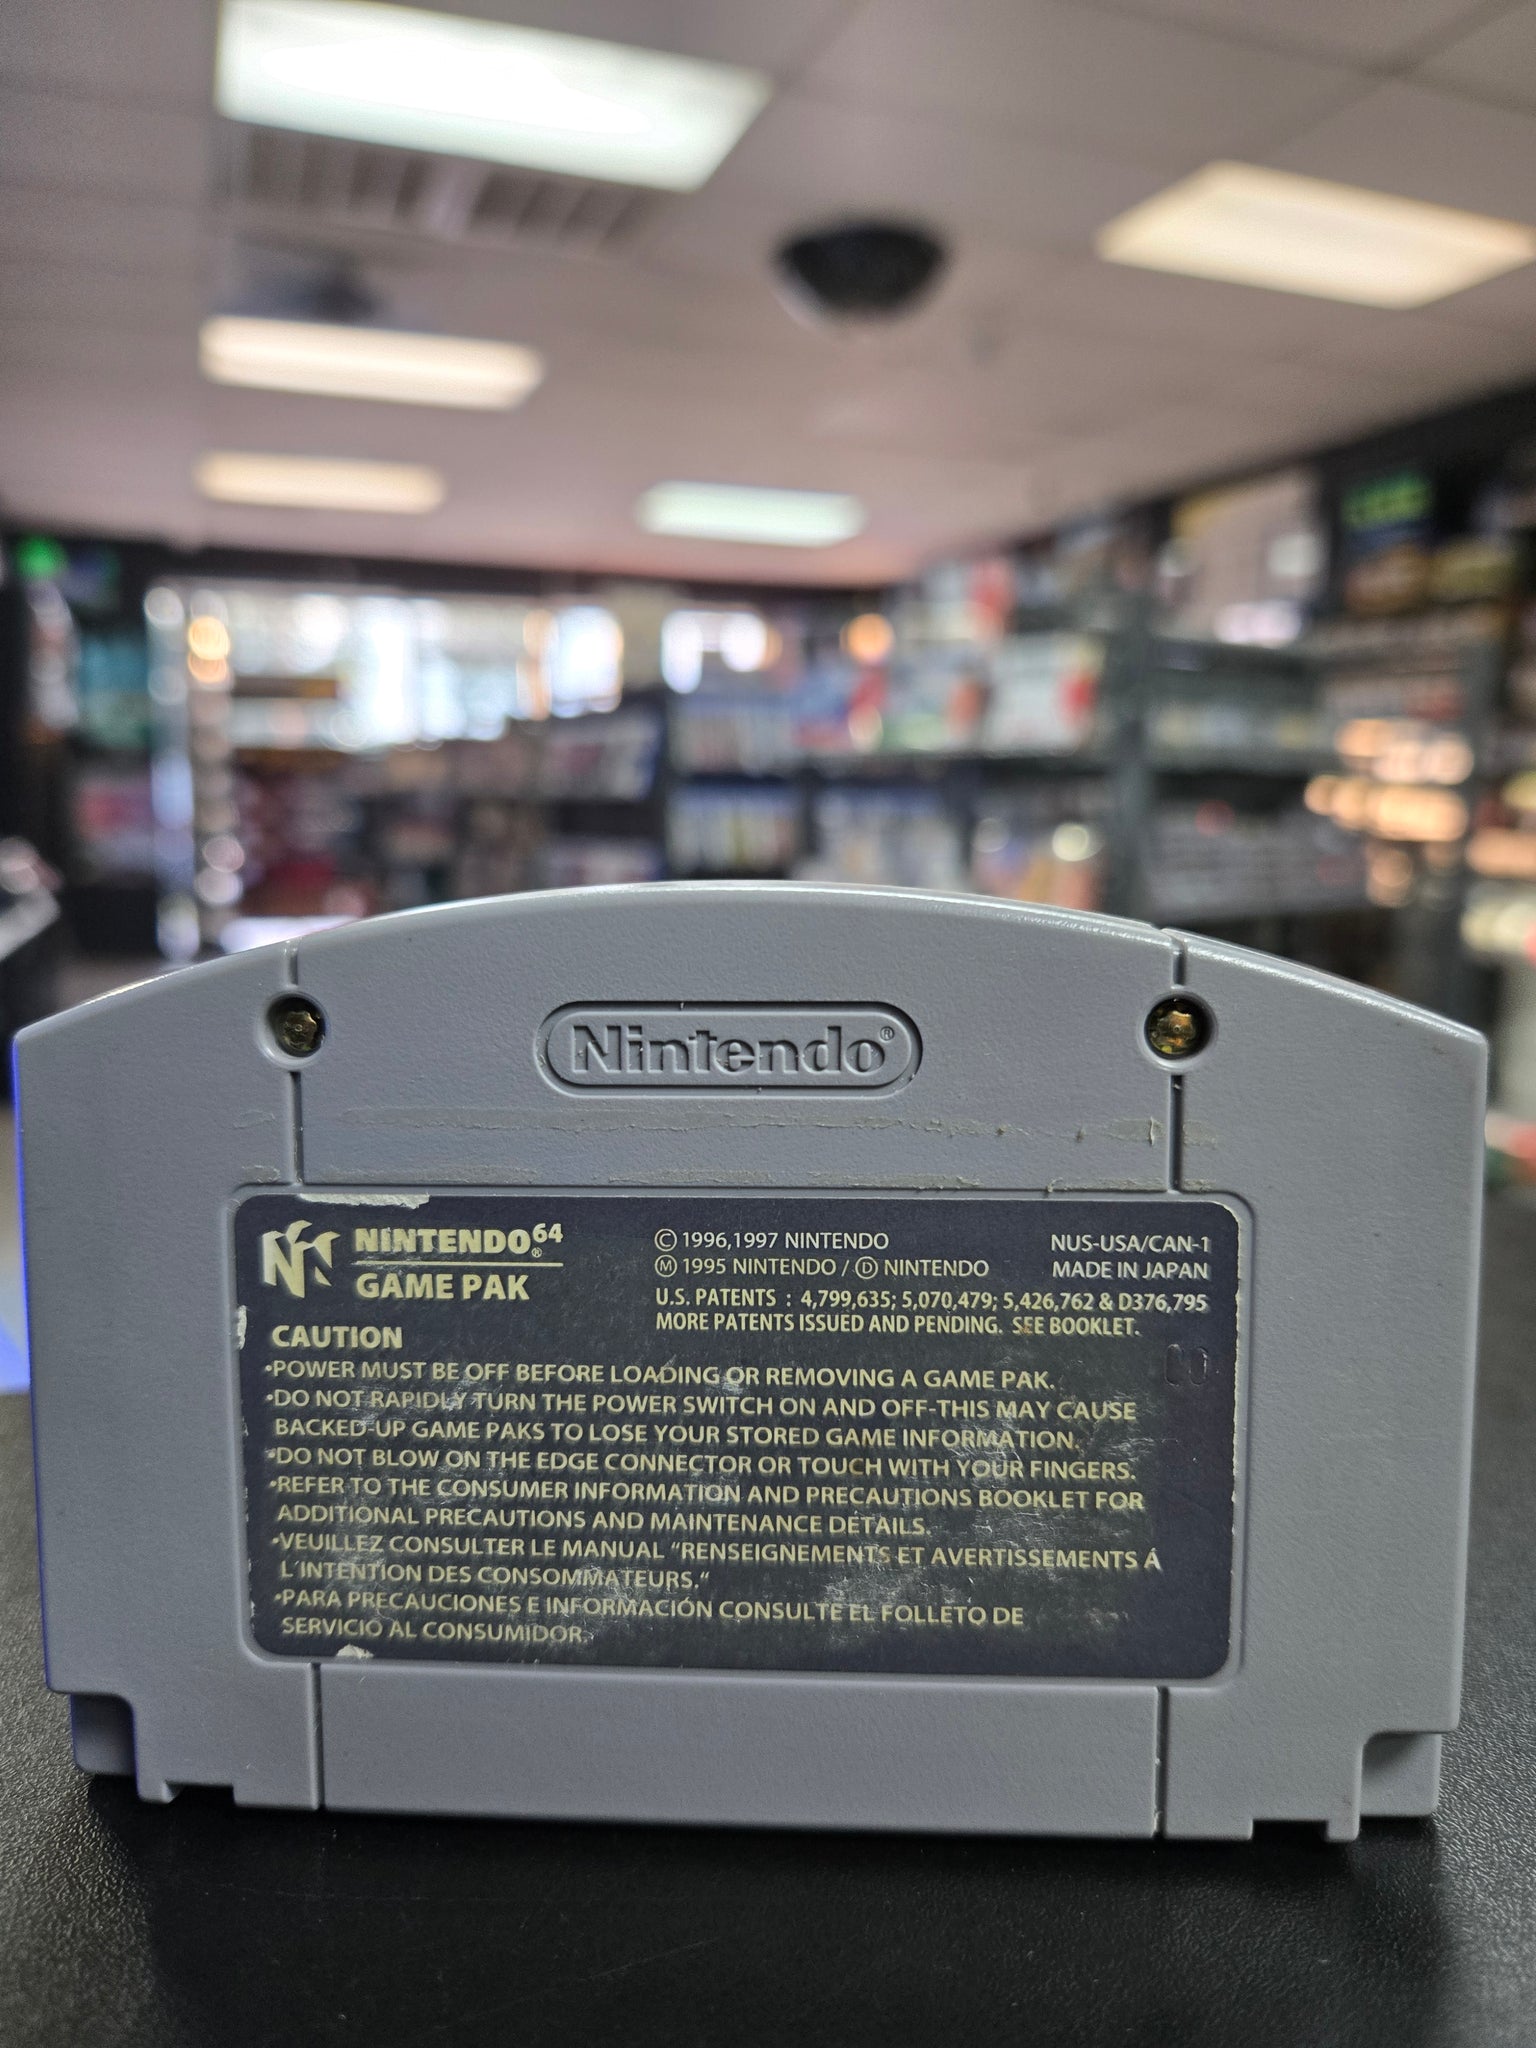 Nintendo®
NINTENDO64®
GAME PAK
© 1996,1997 NINTENDO
Ⓜ 1995 NINTENDO / Ⓓ NINTENDO
NUS-USA/CAN-1
MADE IN JAPAN
U.S. PATENTS : 4,799,635; 5,070,479; 5,426,762 & D376,795
MORE PATENTS ISSUED AND PENDING. SEE BOOKLET.
CAUTION
•POWER MUST BE OFF BEFORE LOADING OR REMOVING A GAME PAK.
•DO NOT RAPIDLY TURN THE POWER SWITCH ON AND OFF-THIS MAY CAUSE
BACKED-UP GAME PAKS TO LOSE YOUR STORED GAME INFORMATION.
•DO NOT BLOW ON THE EDGE CONNECTOR OR TOUCH WITH YOUR FINGERS.
•REFER TO THE CONSUMER INFORMATION AND PRECAUTIONS BOOKLET FOR
ADDITIONAL PRECAUTIONS AND MAINTENANCE DETAILS.
•VEUILLEZ CONSULTER LE MANUAL "RENSEIGNEMENTS ET AVERTISSEMENTS Á
L'INTENTION DES CONSOMMATEURS."
•PARA PRECAUCIONES E INFORMACIÓN CONSULTE EL FOLLETO DE
SERVICIO AL CONSUMIDOR.